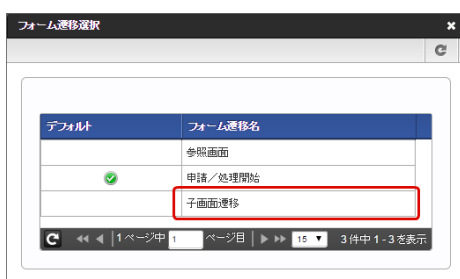 フォーム遷移選択
デフォルト フォーム遷移名
参照画面
申請／処理開始
子画面遷移
1ページ中 1 ページ目 15 3件中 1 - 3 を表示